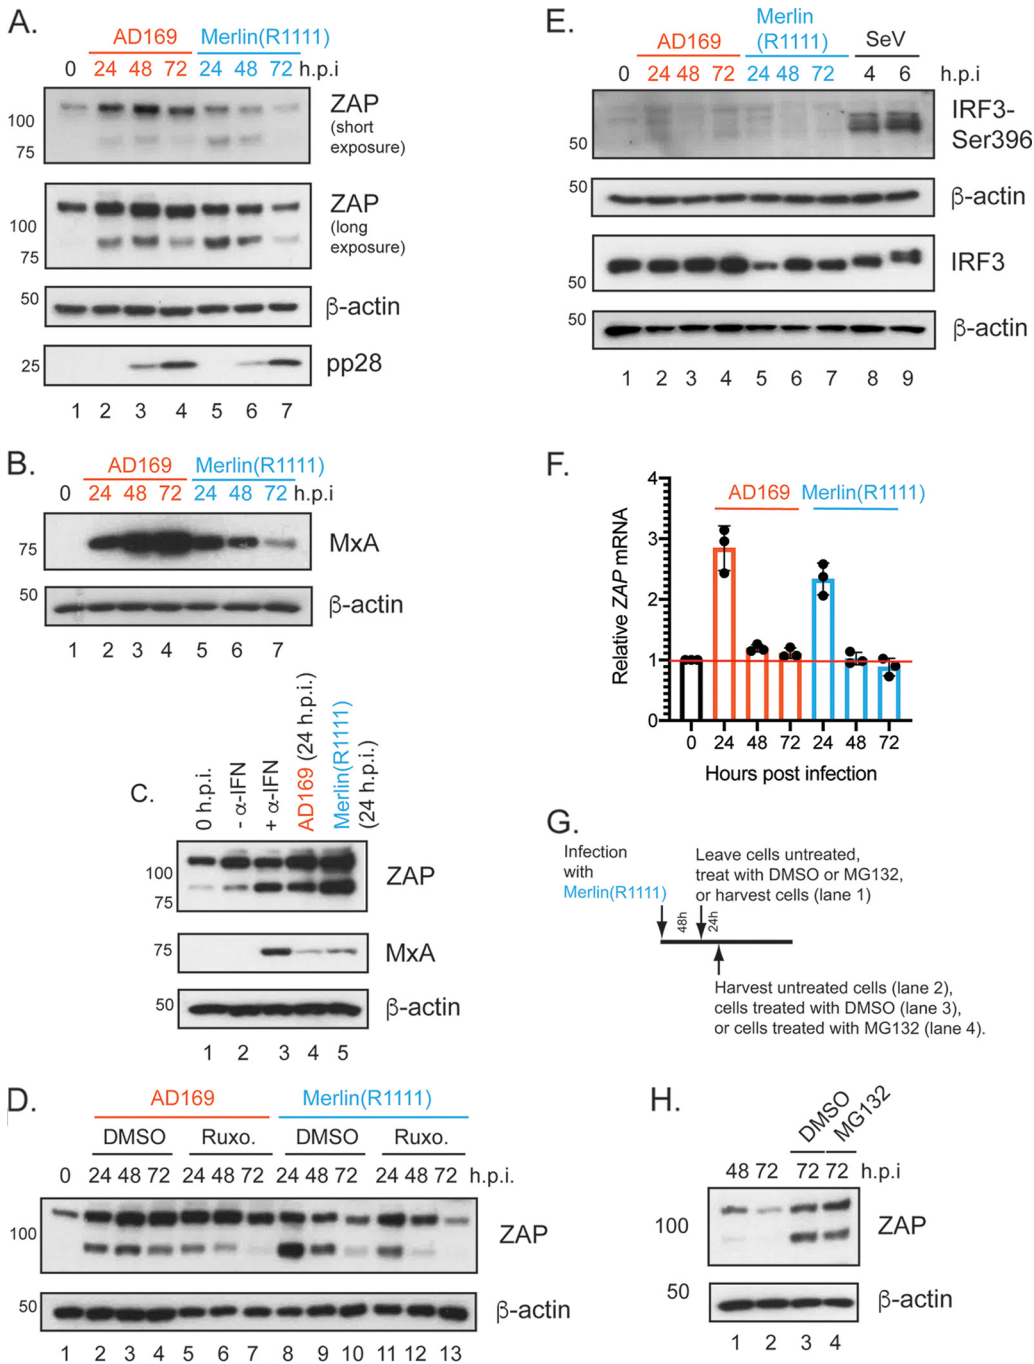 A.
AD169 Merlin(R1111)
0 24 48 72 24 48 72 h.p.i
100
75
ZAP
(short
exposure)
100
75
ZAP
(long
exposure)
50
β-actin
25
pp28
1 2 3 4 5 6 7
B.
AD169 Merlin(R1111)
0 24 48 72 24 48 72 h.p.i
75
MxA
50
β-actin
1 2 3 4 5 6 7
C.
0 h.p.i.
- α-IFN
+ α-IFN
AD169 (24 h.p.i.)
Merlin(R1111)
(24 h.p.i.)
100
75
ZAP
75
MxA
50
β-actin
1 2 3 4 5
D.
AD169 Merlin(R1111)
DMSO Ruxo. DMSO Ruxo.
0 24 48 72 24 48 72 24 48 72 24 48 72 h.p.i.
100
ZAP
50
β-actin
1 2 3 4 5 6 7 8 9 10 11 12 13
E.
AD169
Merlin
(R1111)
SeV
0 24 48 72 24 48 72 4 6 h.p.i
50
IRF3-
Ser396
50
β-actin
50
IRF3
50
β-actin
1 2 3 4 5 6 7 8 9
F.
AD169 Merlin(R1111)
Relative ZAP mRNA
4
3
2
1
0
0 24 48 72 24 48 72
Hours post infection
G.
Infection
with
Merlin(R1111)
Leave cells untreated,
treat with DMSO or MG132,
or harvest cells (lane 1)
48h
24h
Harvest untreated cells (lane 2),
cells treated with DMSO (lane 3),
or cells treated with MG132 (lane 4).
H.
DMSO
MG132
48 72 72 72 h.p.i
100
ZAP
50
β-actin
1 2 3 4